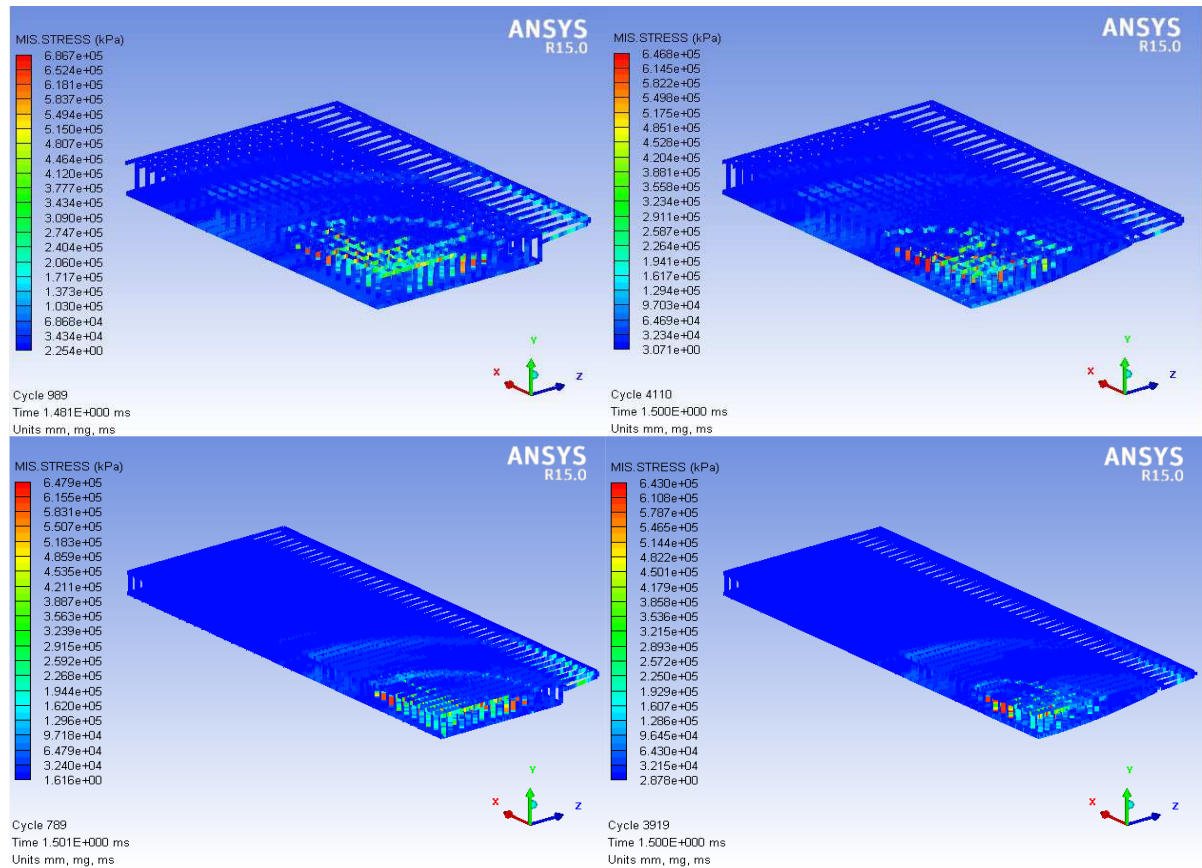 ANSYS
R15.0
MIS.STRESS (kPa)
6.867e+05
6.524e+05
6.181e+05
5.837e+05
5.494e+05
5.150e+05
4.807e+05
4.464e+05
4.120e+05
3.777e+05
3.434e+05
3.090e+05
2.747e+05
2.404e+05
2.060e+05
1.717e+05
1.373e+05
1.030e+05
6.868e+04
3.434e+04
2.254e+00
Y
X
Z
Cycle 989
Time 1.481E+000 ms
Units mm, mg, ms
ANSYS
R15.0
MIS.STRESS (kPa)
6.468e+05
6.145e+05
5.822e+05
5.498e+05
5.175e+05
4.851e+05
4.528e+05
4.204e+05
3.881e+05
3.558e+05
3.234e+05
2.911e+05
2.587e+05
2.264e+05
1.941e+05
1.617e+05
1.294e+05
9.703e+04
6.469e+04
3.234e+04
3.071e+00
Y
X
Z
Cycle 4110
Time 1.500E+000 ms
Units mm, mg, ms
ANSYS
R15.0
MIS.STRESS (kPa)
6.479e+05
6.155e+05
5.831e+05
5.507e+05
5.183e+05
4.859e+05
4.535e+05
4.211e+05
3.887e+05
3.563e+05
3.239e+05
2.915e+05
2.592e+05
2.268e+05
1.944e+05
1.620e+05
1.296e+05
9.718e+04
6.479e+04
3.240e+04
1.616e+00
Y
X
Z
Cycle 789
Time 1.501E+000 ms
Units mm, mg, ms
ANSYS
R15.0
MIS.STRESS (kPa)
6.430e+05
6.108e+05
5.787e+05
5.465e+05
5.144e+05
4.822e+05
4.501e+05
4.179e+05
3.858e+05
3.536e+05
3.215e+05
2.893e+05
2.572e+05
2.250e+05
1.929e+05
1.607e+05
1.286e+05
9.645e+04
6.430e+04
3.215e+04
2.878e+00
Y
X
Z
Cycle 3919
Time 1.500E+000 ms
Units mm, mg, ms